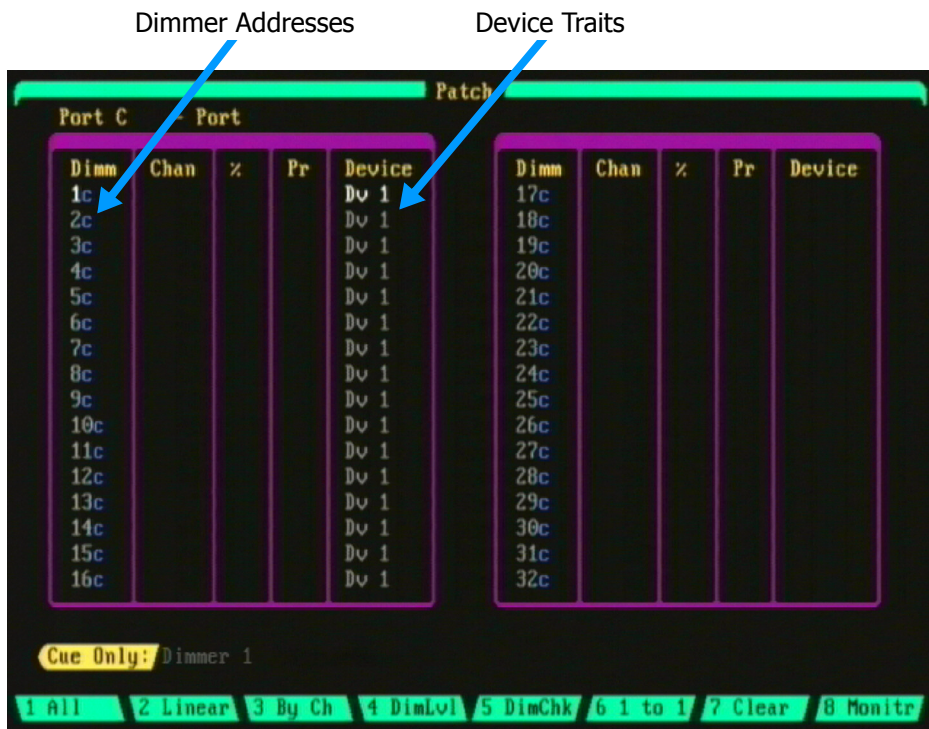 Dimmer Addresses Device Traits
Patch
Port C - Port
Dimm Chan % Pr Device Dimm Chan % Pr Device
1c Dv 1 17c
2c Dv 1 18c
3c Dv 1 19c
4c Dv 1 20c
5c Dv 1 21c
6c Dv 1 22c
7c Dv 1 23c
8c Dv 1 24c
9c Dv 1 25c
10c Dv 1 26c
11c Dv 1 27c
12c Dv 1 28c
13c Dv 1 29c
14c Dv 1 30c
15c Dv 1 31c
16c Dv 1 32c
Cue Only: Dimmer 1
1 All 2 Linear 3 By Ch 4 DimLvl 5 DimChk 6 1 to 1 7 Clear 8 Monitr